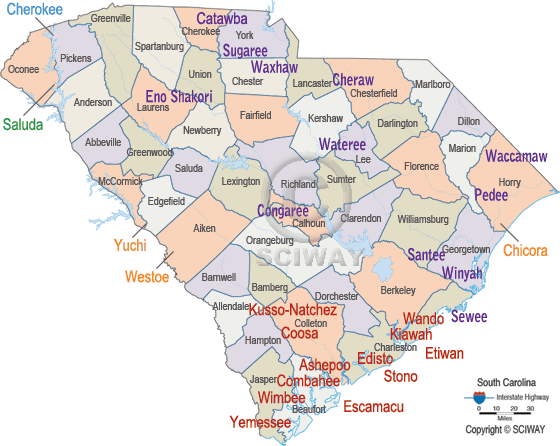 Cherokee
Greenville
Catawba
Cherokee
York
Spartanburg
Sugaree
Oconee
Pickens
Union
Chester
Waxhaw
Lancaster
Cheraw
Chesterfield
Marlboro
Anderson
Laurens
Eno Shakori
Saluda
Fairfield
Kershaw
Darlington
Dillon
Newberry
Abbeville
Greenwood
Wateree
Lee
Marion
Waccamaw
Florence
Saluda
McCormick
Lexington
Richland
Sumter
Horry
Pedee
Edgefield
Congaree
Calhoun
Clarendon
Williamsburg
Aiken
Yuchi
Orangeburg
Georgetown
Chicora
Santee
©
SCIWAY
Westoe
Barnwell
Winyah
Bamberg
Berkeley
Dorchester
Allendale
Kusso-Natchez
Colleton
Coosa
Wando
Sewee
Kiawah
Hampton
Charleston
Etiwan
Edisto
Ashepoo
Stono
Jasper
Combahee
Wimbee
Beaufort
Escamacu
Yemessee
South Carolina
Interstate Highway
0 10 20 30
Miles
Copyright © SCIWAY